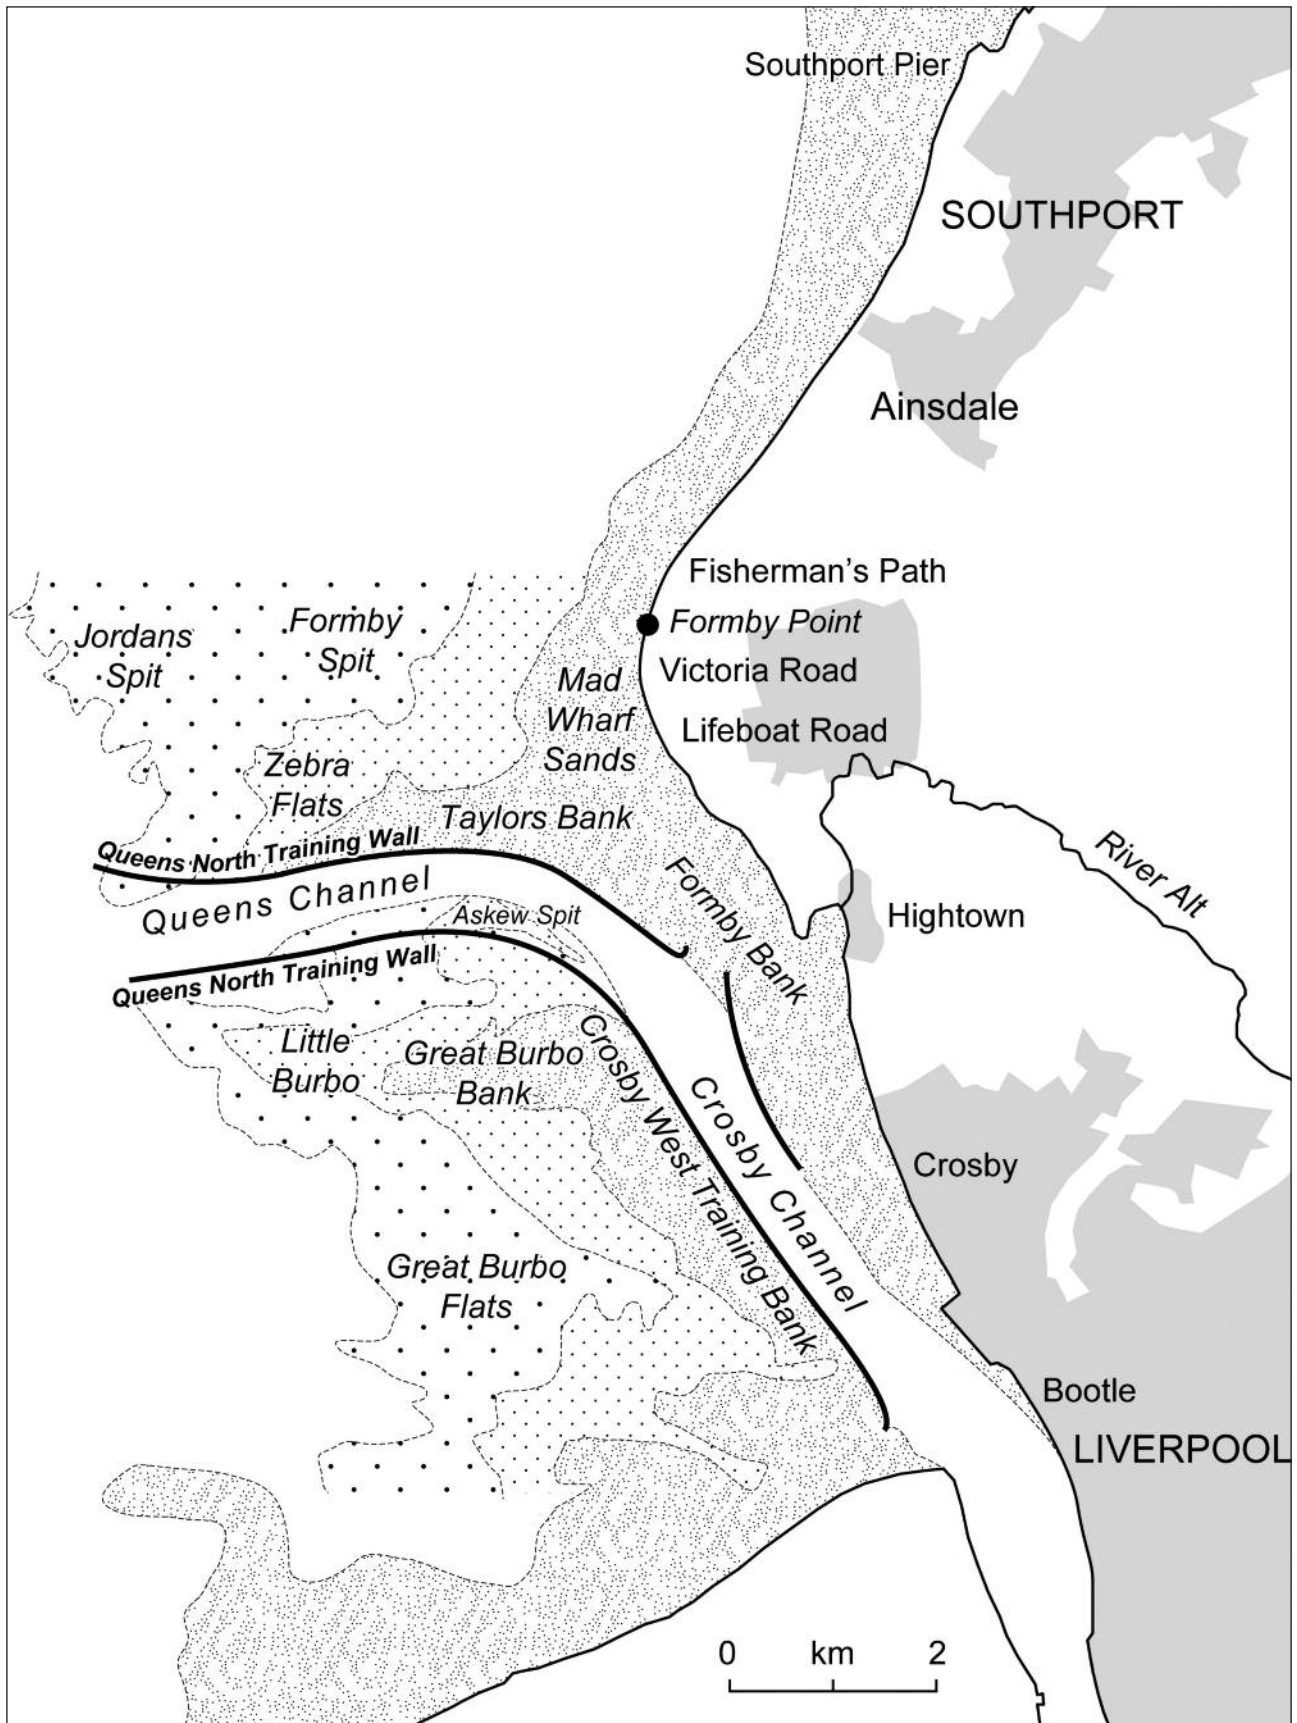 Southport Pier
SOUTHPORT
Ainsdale
Fisherman's Path
Formby Point
Victoria Road
Lifeboat Road
Jordans
Spit
Formby
Spit
Mad
Wharf
Sands
Zebra
Flats
Taylors Bank
Queens North Training Wall
Queens Channel
Askew Spit
Queens North Training Wall
Formby Bank
River Alt
Hightown
Little
Burbo
Great Burbo
Bank
Crosby West Training Bank
Crosby Channel
Crosby
Great Burbo
Flats
Bootle
LIVERPOOL
0 km 2